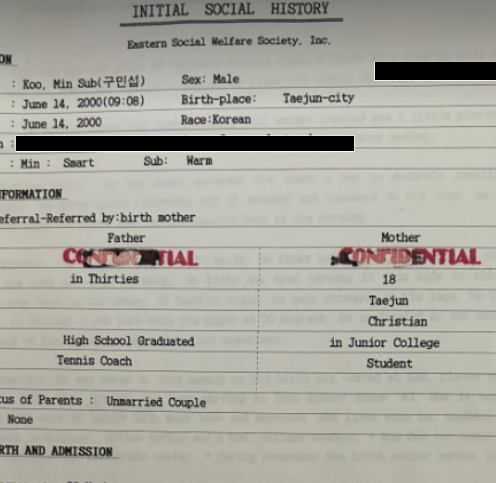 INITIAL SOCIAL HISTORY
Eastern Social Welfare Society, Inc.
ON
: Koo, Min Sub(구민섭) Sex: Male
: June 14, 2000(09:08) Birth-place: Taejun-city
: June 14, 2000 Race:Korean
: Min : Smart Sub: Warm
FORMATION
eferral-Referred by:birth mother
Father Mother
CONFIDENTIAL CONFIDENTIAL
in Thirties 18
Taejun
Christian
High School Graduated in Junior College
Tennis Coach Student
tus of Parents : Unmarried Couple
None
RTH AND ADMISSION